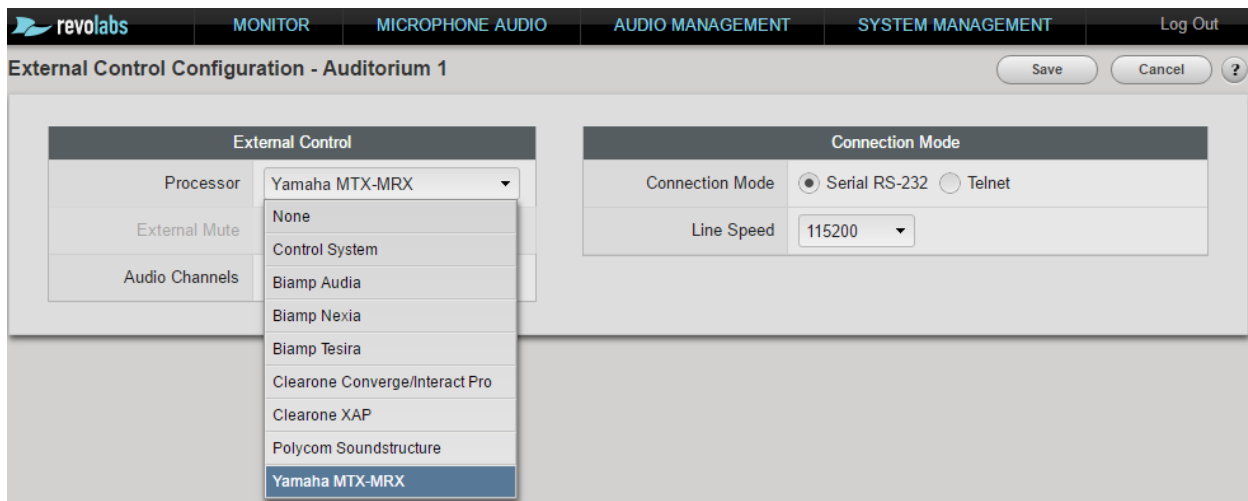 revolabs MONITOR MICROPHONE AUDIO AUDIO MANAGEMENT SYSTEM MANAGEMENT Log Out
External Control Configuration - Auditorium 1 Save Cancel ?
External Control Connection Mode
Processor Yamaha MTX-MRX Connection Mode Serial RS-232 Telnet
None
External Mute Line Speed 115200
Control System
Audio Channels Biamp Audia
Biamp Nexia
Biamp Tesira
Clearone Converge/Interact Pro
Clearone XAP
Polycom Soundstructure
Yamaha MTX-MRX